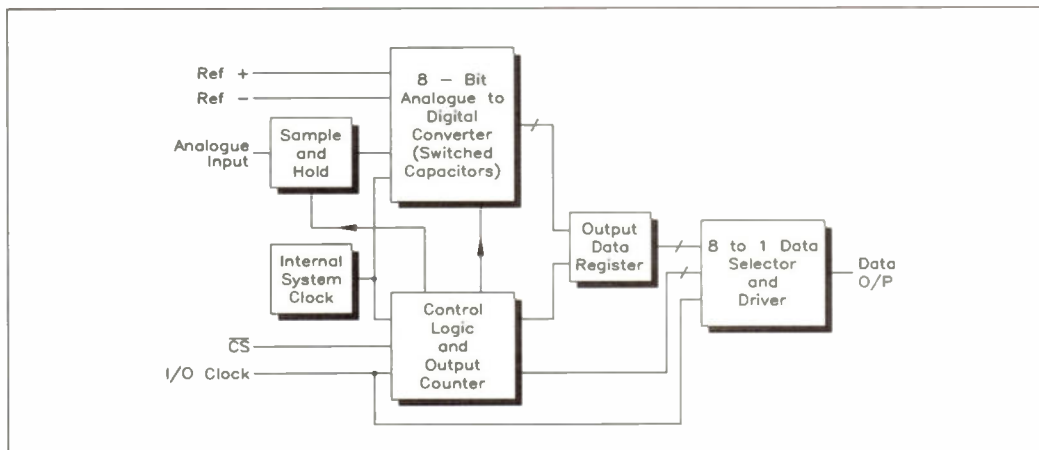 Ref +
Ref -
Analogue
Input
Sample
and
Hold
8 - Bit
Analogue to
Digital
Converter
(Switched
Capacitors)
Internal
System
Clock
Control
Logic
and
Output
Counter
CS
I/O Clock
Output
Data
Register
8 to 1 Data
Selector
and
Driver
Data
O/P